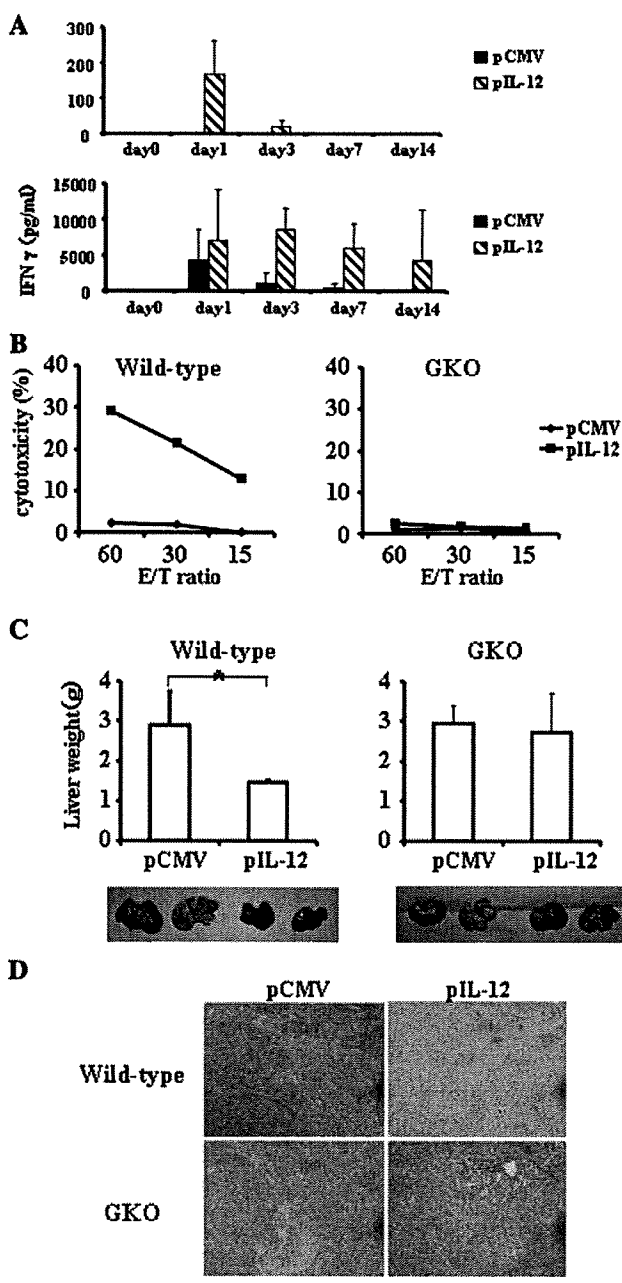 A
300
200
100
0
pCMV
pIL-12
day0 day1 day3 day7 day14
IFN γ (pg/ml)
15000
10000
5000
0
pCMV
pIL-12
day0 day1 day3 day7 day14
B
Wild-type
GKO
cytotoxicity (%)
40
30
20
10
0
60 30 15
E/T ratio
40
30
20
10
0
60 30 15
E/T ratio
pCMV
pIL-12
C
Wild-type
GKO
Liver weight(g)
4
3
2
1
0
*
pCMV pIL-12
4
3
2
1
0
pCMV pIL-12
D
pCMV pIL-12
Wild-type
GKO